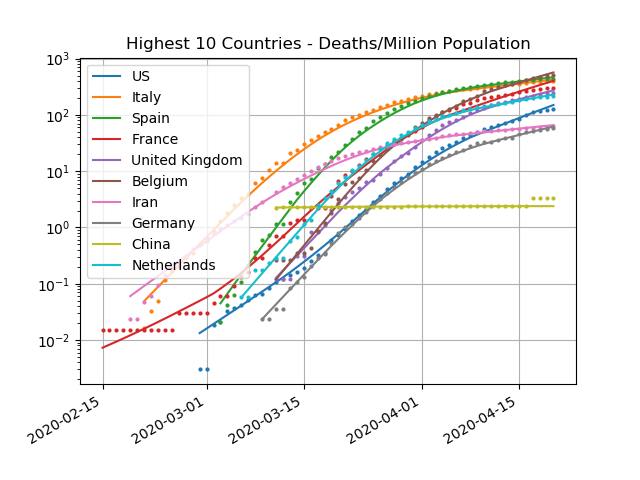 Highest 10 Countries - Deaths/Million Population
10³
10²
10¹
10⁰
10⁻¹
10⁻²
US
Italy
Spain
France
United Kingdom
Belgium
Iran
Germany
China
Netherlands
2020-02-15
2020-03-01
2020-03-15
2020-04-01
2020-04-15